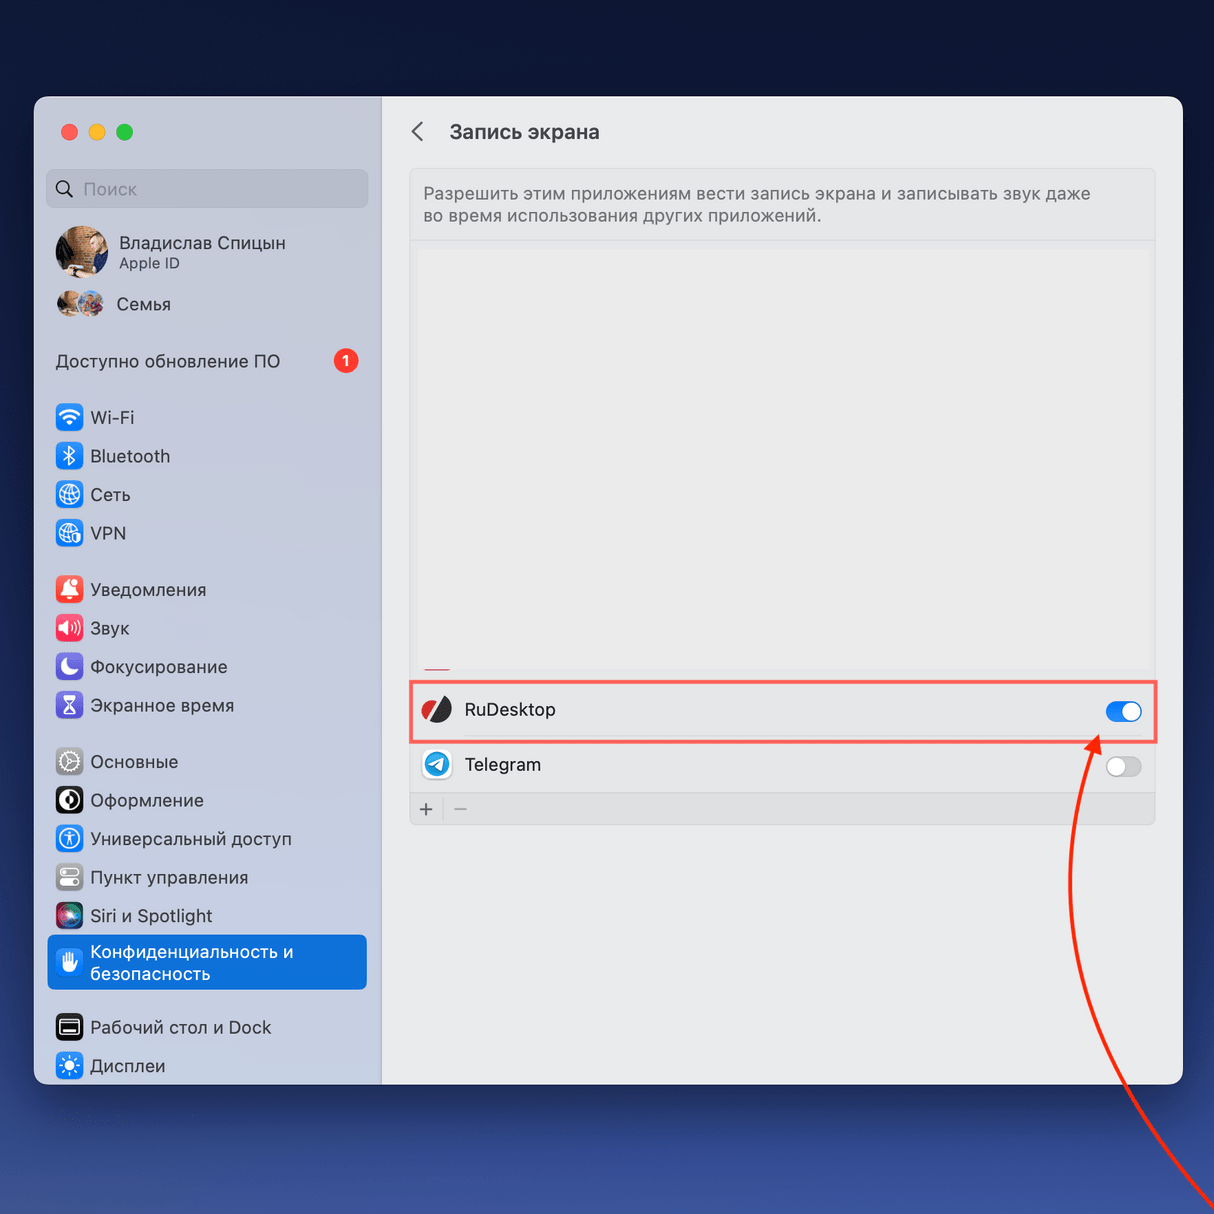 Запись экрана
Поиск
Разрешить этим приложениям вести запись экрана и записывать звук даже
во время использования других приложений.
Владислав Спицын
Apple ID
Семья
Доступно обновление ПО
1
Wi-Fi
Bluetooth
Сеть
VPN
Уведомления
Звук
Фокусирование
Экранное время
Основные
Оформление
Универсальный доступ
Пункт управления
Siri и Spotlight
Конфиденциальность и
безопасность
Рабочий стол и Dock
Дисплеи
RuDesktop
Telegram